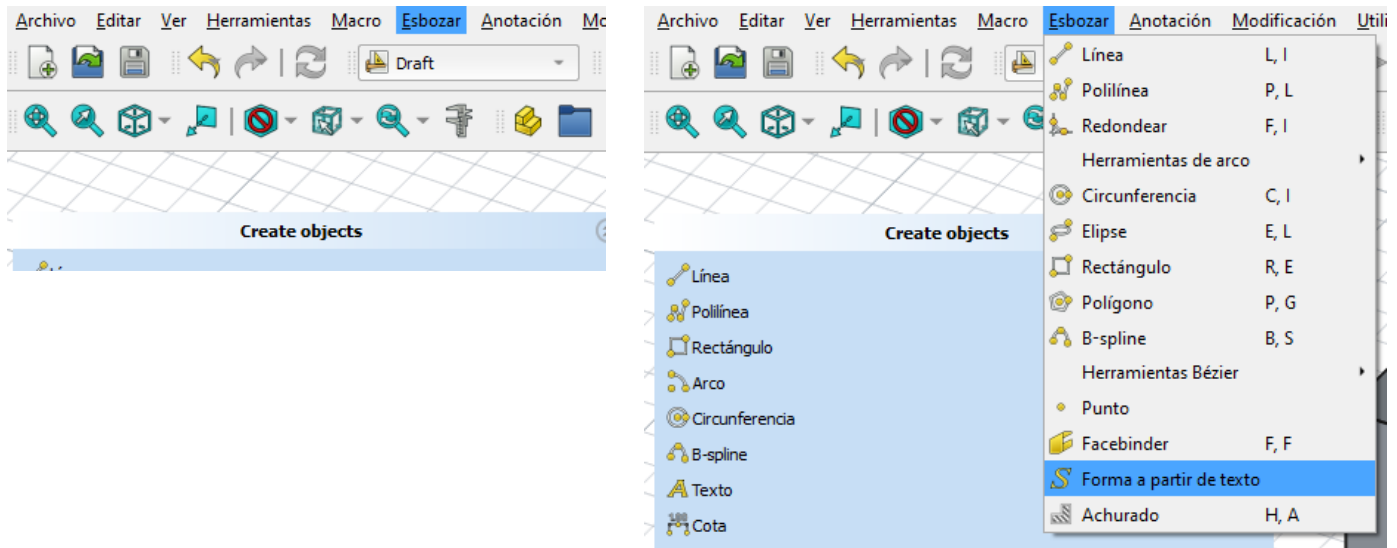 Archivo Editar Ver Herramientas Macro Esbozar Anotación
Draft
Create objects
Archivo Editar Ver Herramientas Macro Esbozar Anotación Modificación Utili
Create objects
Línea
Polilínea
Rectángulo
Arco
Circunferencia
B-spline
Texto
Cota
Línea L, I
Polilínea P, L
Redondear F, I
Herramientas de arco
Circunferencia C, I
Elipse E, L
Rectángulo R, E
Polígono P, G
B-spline B, S
Herramientas Bézier
Punto
Facebinder F, F
Forma a partir de texto
Achurado H, A